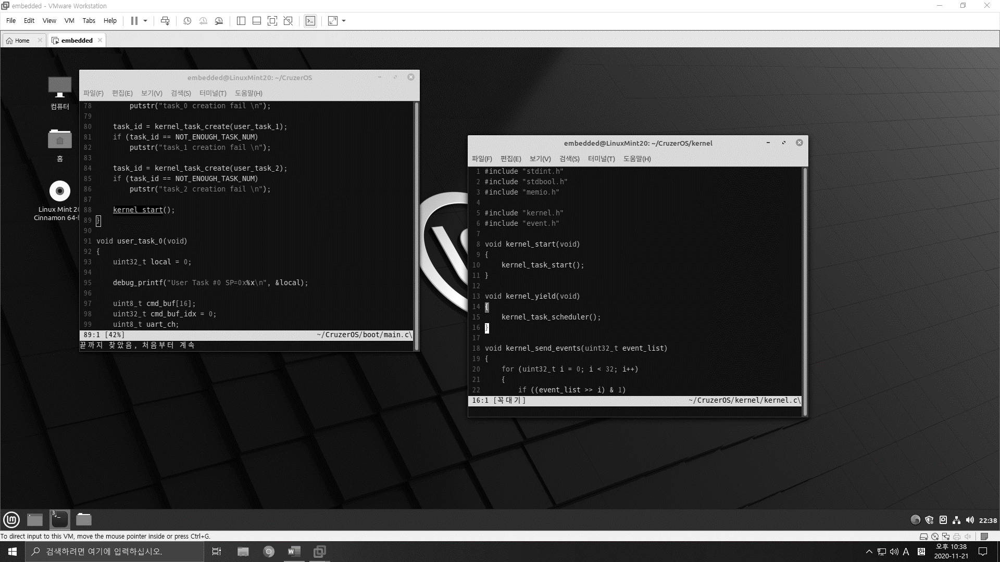 embedded - VMware Workstation
File Edit View VM Tabs Help
Home
embedded
컴퓨터
홈
Linux Mint 20
Cinnamon 64-
embedded@LinuxMint20: ~/CruzerOS
파일(F) 편집(E) 보기(V) 검색(S) 터미널(T) 도움말(H)
78 putstr("task_0 creation fail \n");
79
80 task_id = kernel_task_create(user_task_1);
81 if (task_id == NOT_ENOUGH_TASK_NUM)
82 putstr("task_1 creation fail \n");
83
84 task_id = kernel_task_create(user_task_2);
85 if (task_id == NOT_ENOUGH_TASK_NUM)
86 putstr("task_2 creation fail \n");
87
88 kernel_start();
89 }
90
91 void user_task_0(void)
92 {
93 uint32_t local = 0;
94
95 debug_printf("User Task #0 SP=0x%x\n", &local);
96
97 uint8_t cmd_buf[16];
98 uint32_t cmd_buf_idx = 0;
99 uint8_t uart_ch;
89:1 [42%] ~/CruzerOS/boot/main.c\
끝까지 찾았음, 처음부터 계속
embedded@LinuxMint20: ~/CruzerOS/kernel
파일(F) 편집(E) 보기(V) 검색(S) 터미널(T) 도움말(H)
1 #include "stdint.h"
2 #include "stdbool.h"
3 #include "memio.h"
4
5 #include "kernel.h"
6 #include "event.h"
7
8 void kernel_start(void)
9 {
10 kernel_task_start();
11 }
12
13 void kernel_yield(void)
14 {
15 kernel_task_scheduler();
16 }
17
18 void kernel_send_events(uint32_t event_list)
19 {
20 for (uint32_t i = 0; i < 32; i++)
21 {
22 if ((event_list >> i) & 1)
16:1 [꼭대기] ~/CruzerOS/kernel/kernel.c\
3
22:38
To direct input to this VM, move the mouse pointer inside or press Ctrl+G.
검색하려면 여기에 입력하십시오.
A 한
오후 10:38
2020-11-21